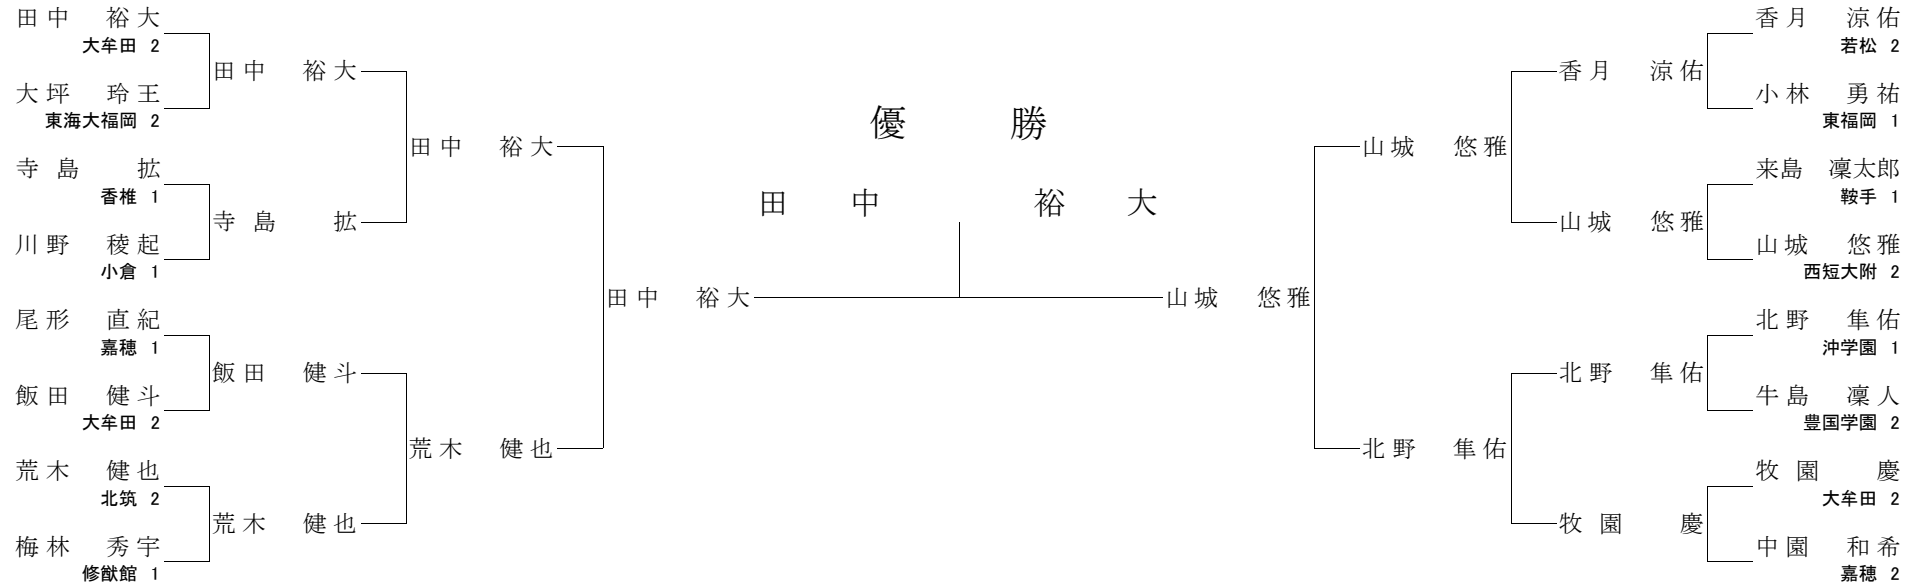 田中 裕大
大牟田 2
大坪 玲王
東海大福岡 2
寺島 拡
香椎 1
川野 稜起
小倉 1
尾形 直紀
嘉穂 1
飯田 健斗
大牟田 2
荒木 健也
北筑 2
梅林 秀宇
修猷館 1
田中 裕大
寺島 拡
飯田 健斗
荒木 健也
田中 裕大
荒木 健也
田中 裕大
優勝
田中 裕大
山城 悠雅
山城 悠雅
北野 隼佑
香月 涼佑
山城 悠雅
北野 隼佑
牧園 慶
香月 涼佑
若松 2
小林 勇祐
東福岡 1
来島 凜太郎
鞍手 1
山城 悠雅
西短大附 2
北野 隼佑
沖学園 1
牛島 凜人
豊国学園 2
牧園 慶
大牟田 2
中園 和希
嘉穂 2